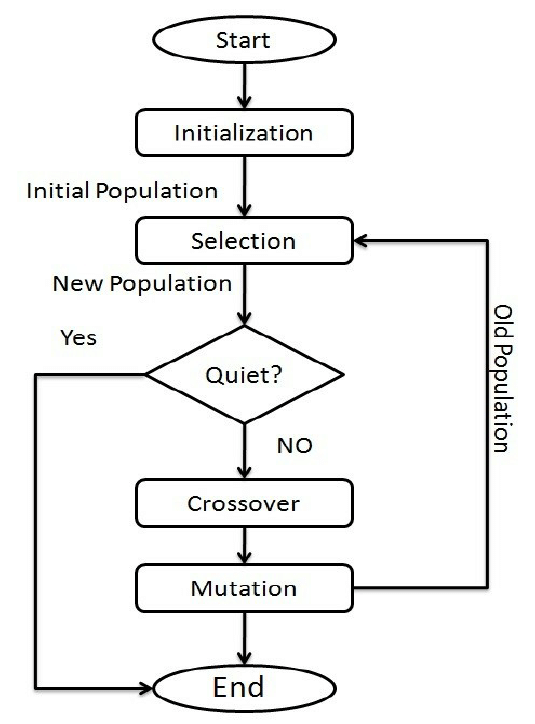 Start
Initialization
Initial Population
Selection
New Population
Yes
Quiet?
Old Population
NO
Crossover
Mutation
End